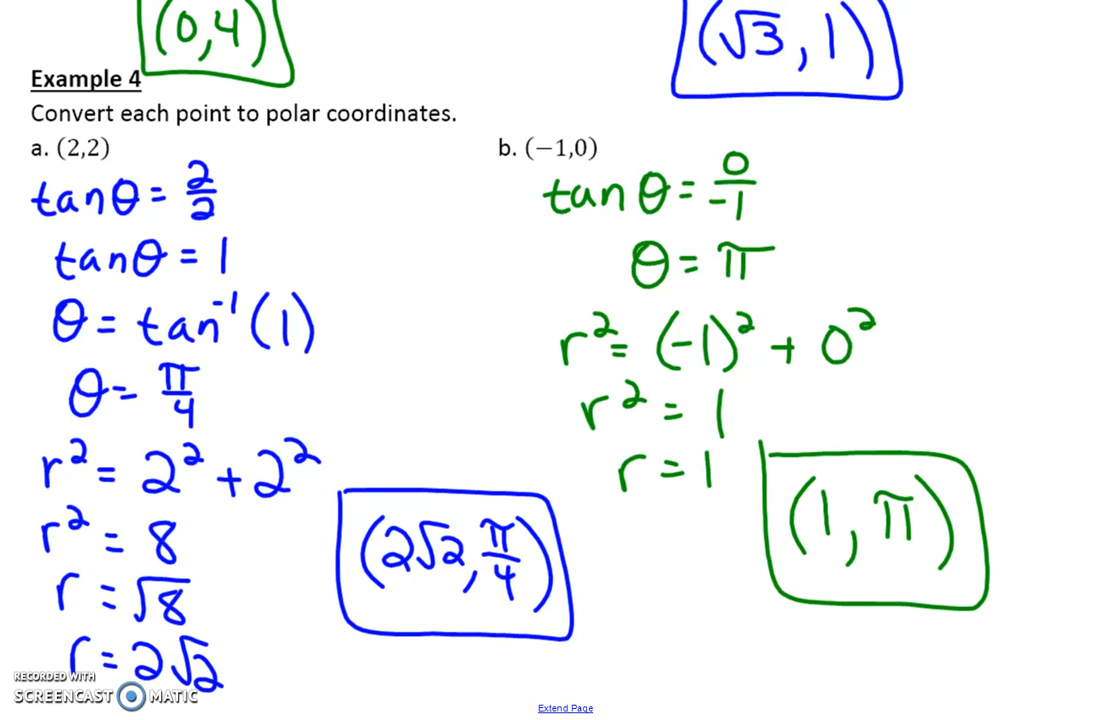 (0,4)
(√3, 1)
Example 4
Convert each point to polar coordinates.
a. (2,2)
tanθ = 2/2
tanθ = 1
θ = tan⁻¹(1)
θ = π/4
r² = 2² + 2²
r² = 8
r = √8
r = 2√2
(2√2, π/4)
b. (−1,0)
tan θ = 0/-1
θ = π
r² = (-1)² + 0²
r² = 1
r = 1
(1, π)
RECORDED WITH
SCREENCAST MATIC
Extend Page